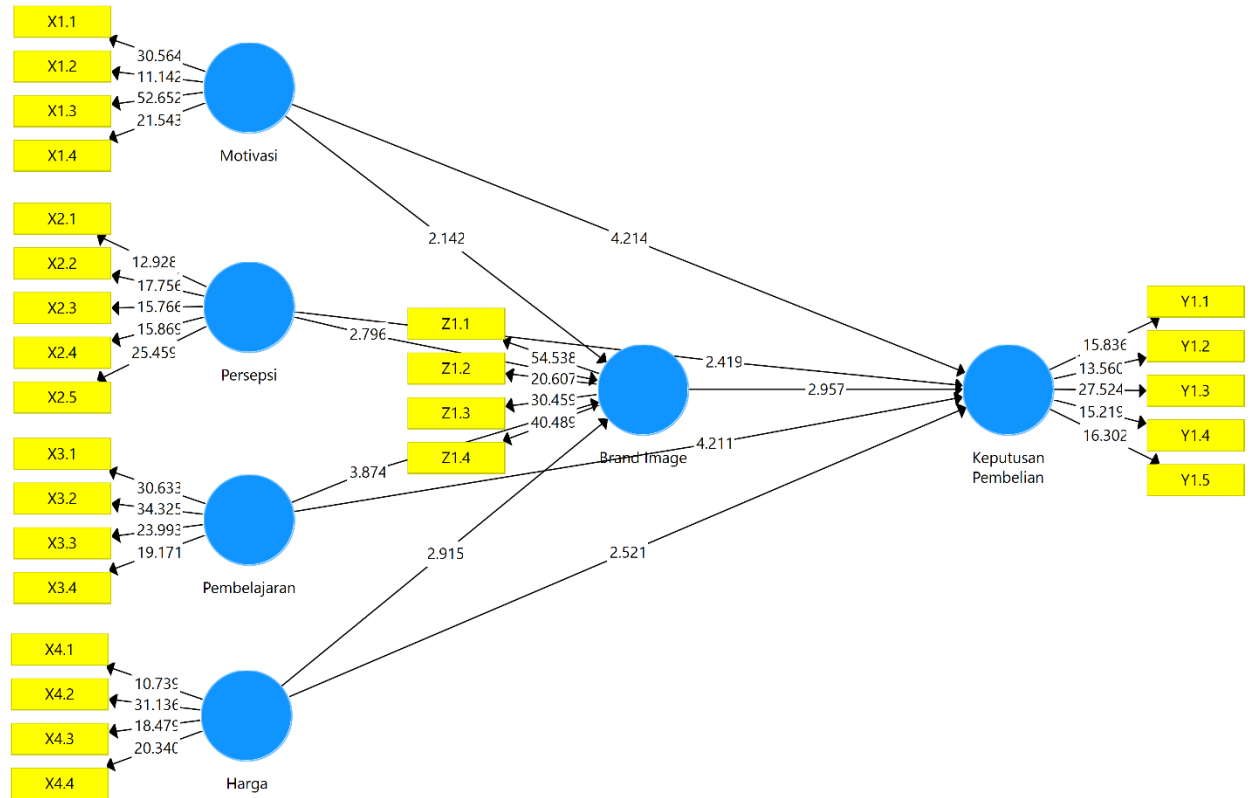 X1.1
X1.2
X1.3
X1.4
30.564
11.142
52.652
21.543
Motivasi
X2.1
X2.2
X2.3
X2.4
X2.5
12.928
17.756
15.766
15.869
25.459
Persepsi
X3.1
X3.2
X3.3
X3.4
30.633
34.325
23.993
19.171
Pembelajaran
X4.1
X4.2
X4.3
X4.4
10.739
31.136
18.479
20.340
Harga
2.142
4.214
2.796
2.419
3.874
4.211
2.915
2.521
2.957
Z1.1
Z1.2
Z1.3
Z1.4
54.538
20.607
30.459
40.489
Brand Image
Keputusan
Pembelian
15.836
13.560
27.524
15.219
16.302
Y1.1
Y1.2
Y1.3
Y1.4
Y1.5